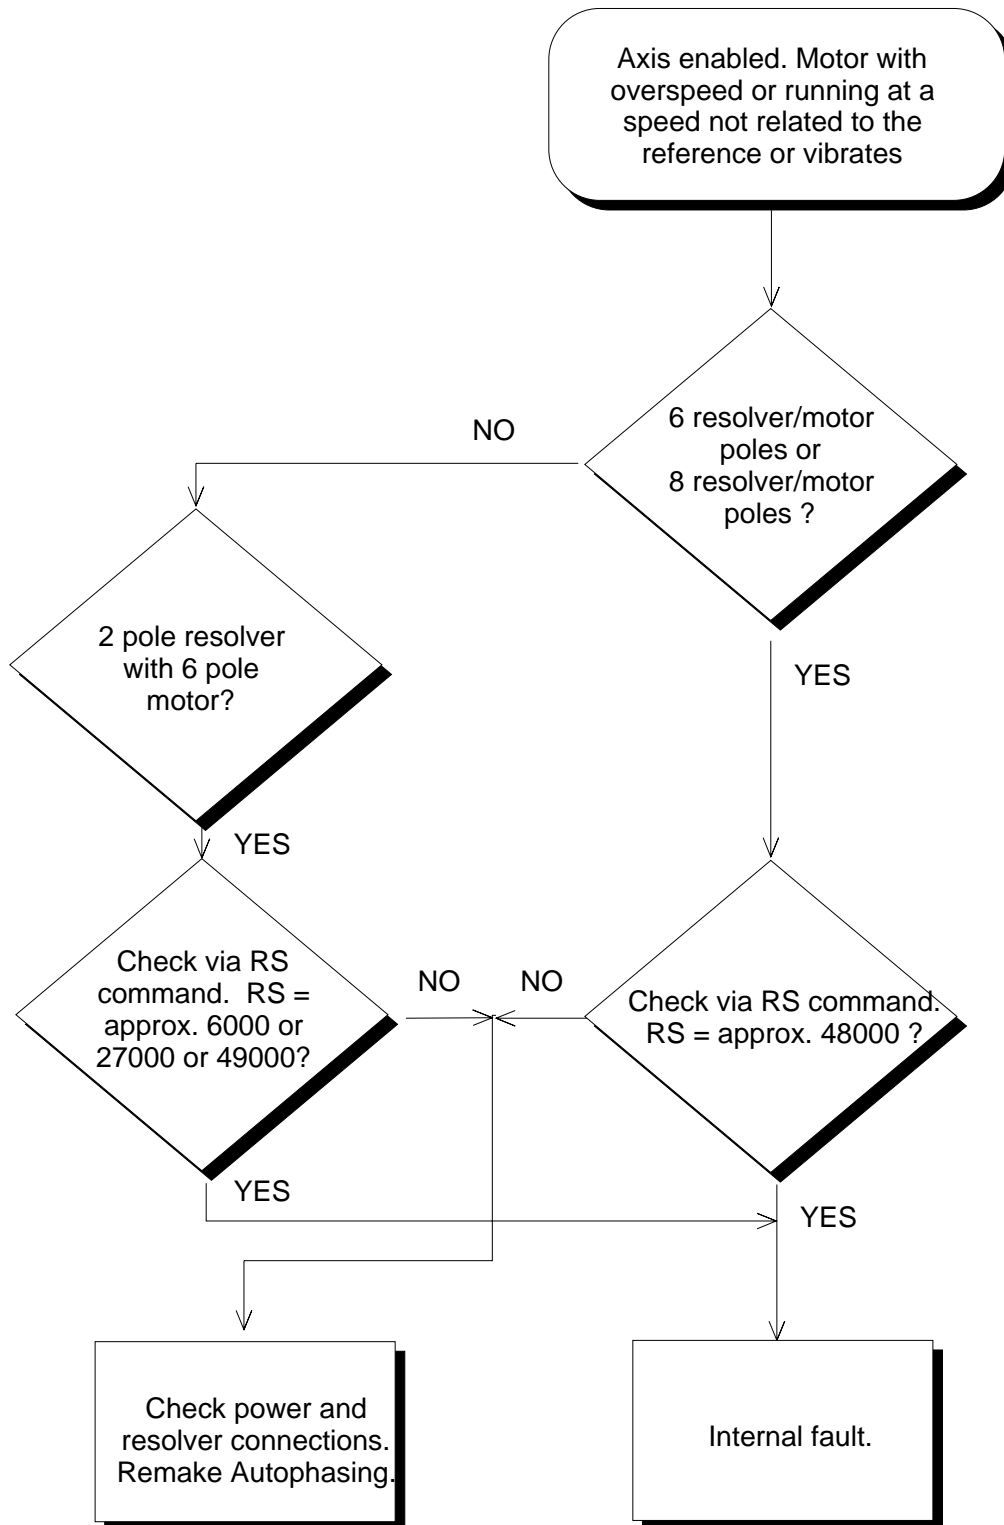 Axis enabled. Motor with
overspeed or running at a
speed not related to the
reference or vibrates
6 resolver/motor
poles or
8 resolver/motor
poles ?
NO
YES
2 pole resolver
with 6 pole
motor?
YES
Check via RS
command.  RS =
approx. 6000 or
27000 or 49000?
NO
NO
Check via RS command.
RS = approx. 48000 ?
YES
YES
Check power and
resolver connections.
Remake Autophasing.
Internal fault.